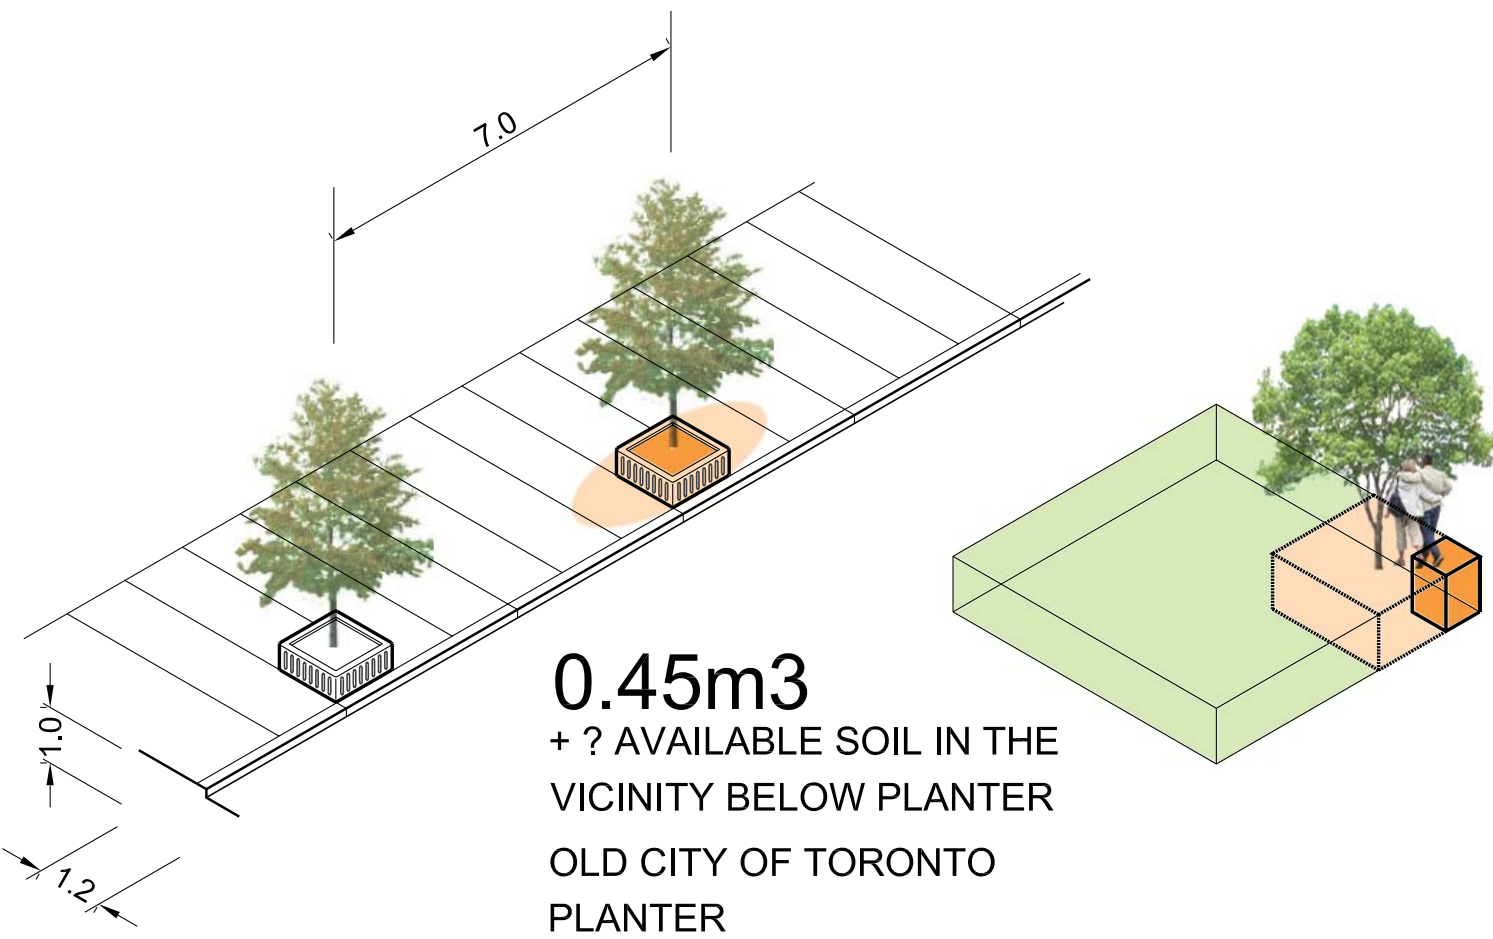 7.0
0.45m3
+ ? AVAILABLE SOIL IN THE
VICINITY BELOW PLANTER
OLD CITY OF TORONTO
PLANTER
1.0
1.2